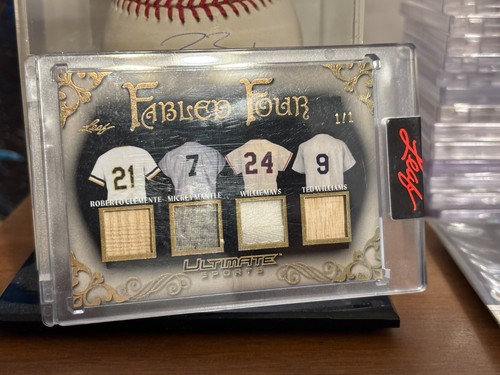 Fabled Four
Leaf
1/1
21 7 24 9
ROBERTO CLEMENTE MICKEY MANTLE WILLIE MAYS TED WILLIAMS
ULTIMATE
SPORTS
Leaf